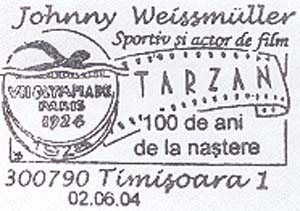 Johnny Weissmüller
Sportiv și actor de film
VIII OLYMPIADE
PARIS
1924
TARZAN
100 de ani
de la naștere
300790 Timișoara 1
02.06.04